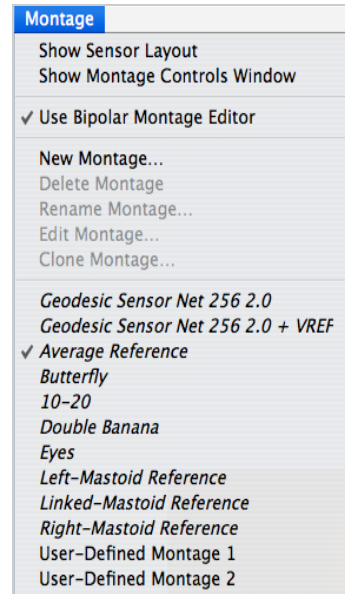 Montage
Show Sensor Layout
Show Montage Controls Window
✓ Use Bipolar Montage Editor
New Montage...
Delete Montage
Rename Montage...
Edit Montage...
Clone Montage...
Geodesic Sensor Net 256 2.0
Geodesic Sensor Net 256 2.0 + VREF
✓ Average Reference
Butterfly
10-20
Double Banana
Eyes
Left-Mastoid Reference
Linked-Mastoid Reference
Right-Mastoid Reference
User-Defined Montage 1
User-Defined Montage 2